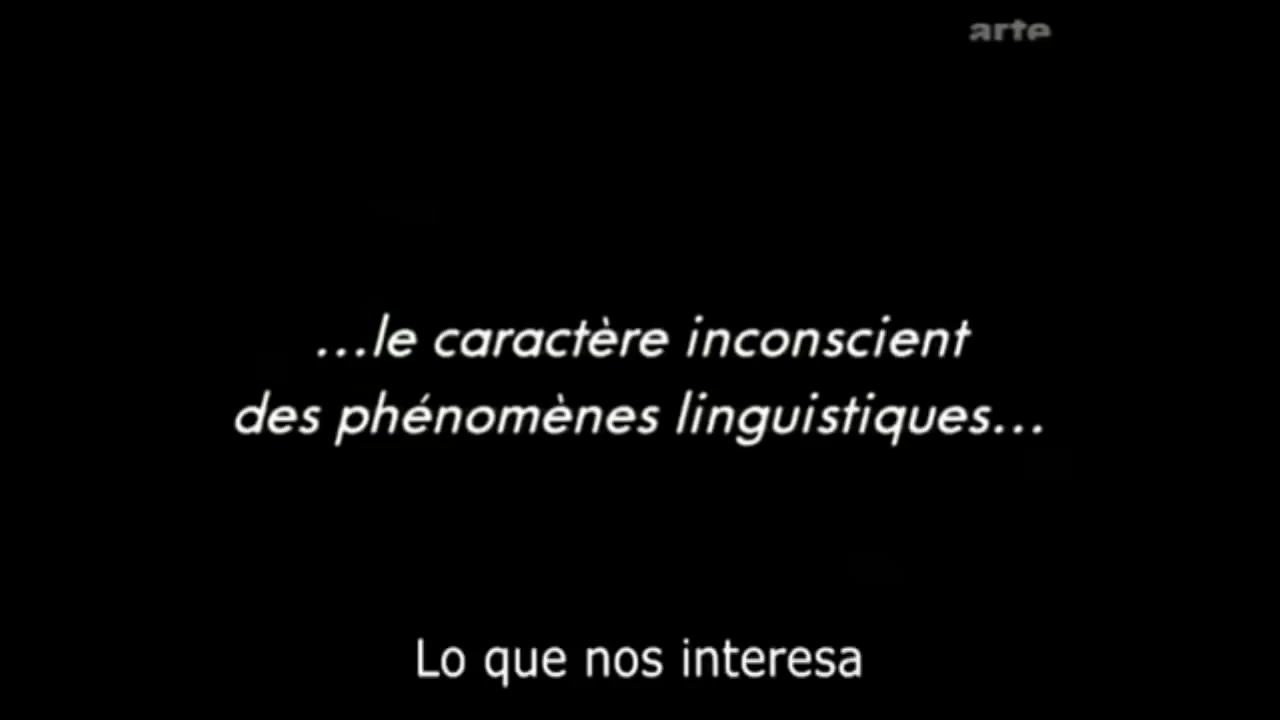 arte
...le caractère inconscient
des phénomènes linguistiques...
Lo que nos interesa